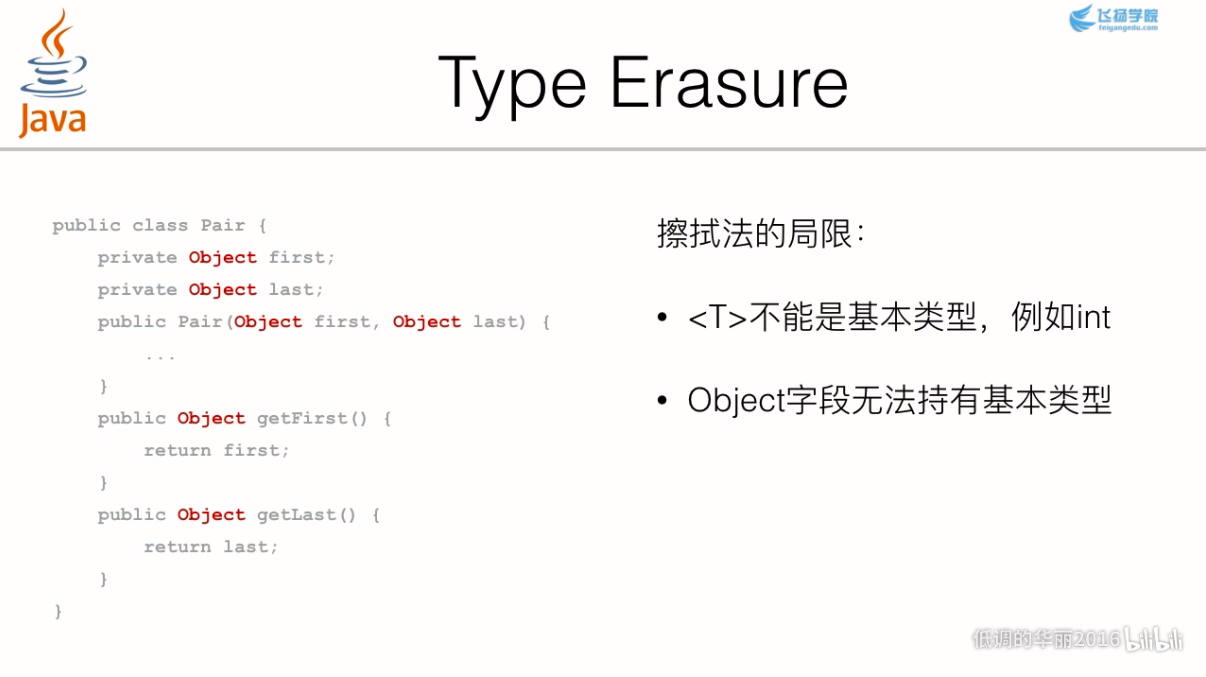 Java
飞扬学院
feiyangedu.com
Type Erasure
public class Pair {
    private Object first;
    private Object last;
    public Pair(Object first, Object last) {
        ...
    }
    public Object getFirst() {
        return first;
    }
    public Object getLast() {
        return last;
    }
}
擦拭法的局限：
• <T>不能是基本类型，例如int
• Object字段无法持有基本类型
低调的华丽2016 bilibili